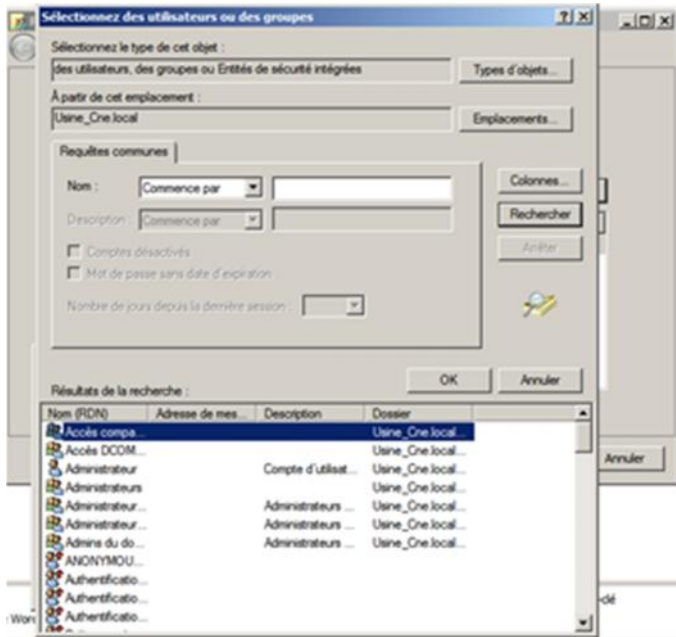 Sélectionnez des utilisateurs ou des groupes
Sélectionnez le type de cet objet :
des utilisateurs, des groupes ou Entités de sécurité intégrées
Types d'objets...
À partir de cet emplacement :
Usine_Cne.local
Emplacements...
Requêtes communes
Nom :
Commence par
Colonnes...
Description :
Commence par
Rechercher
Comptes désactivés
Arrêter
Mot de passe sans date d'expiration
Nombre de jours depuis la dernière session :
OK
Annuler
Résultats de la recherche :
Nom (RDN) Adresse de mes... Description Dossier
Accès compa... Usine_Cne.local...
Accès DCOM... Usine_Cne.local...
Administrateur Compte d'utilisat... Usine_Cne.local...
Administrateurs Usine_Cne.local...
Administrateur... Administrateurs ... Usine_Cne.local...
Administrateur... Administrateurs ... Usine_Cne.local...
Admins du do... Administrateurs ... Usine_Cne.local...
ANONYMOU...
Authentificatio...
Authentificatio...
Authentificatio...
Annuler
-clé
Wor